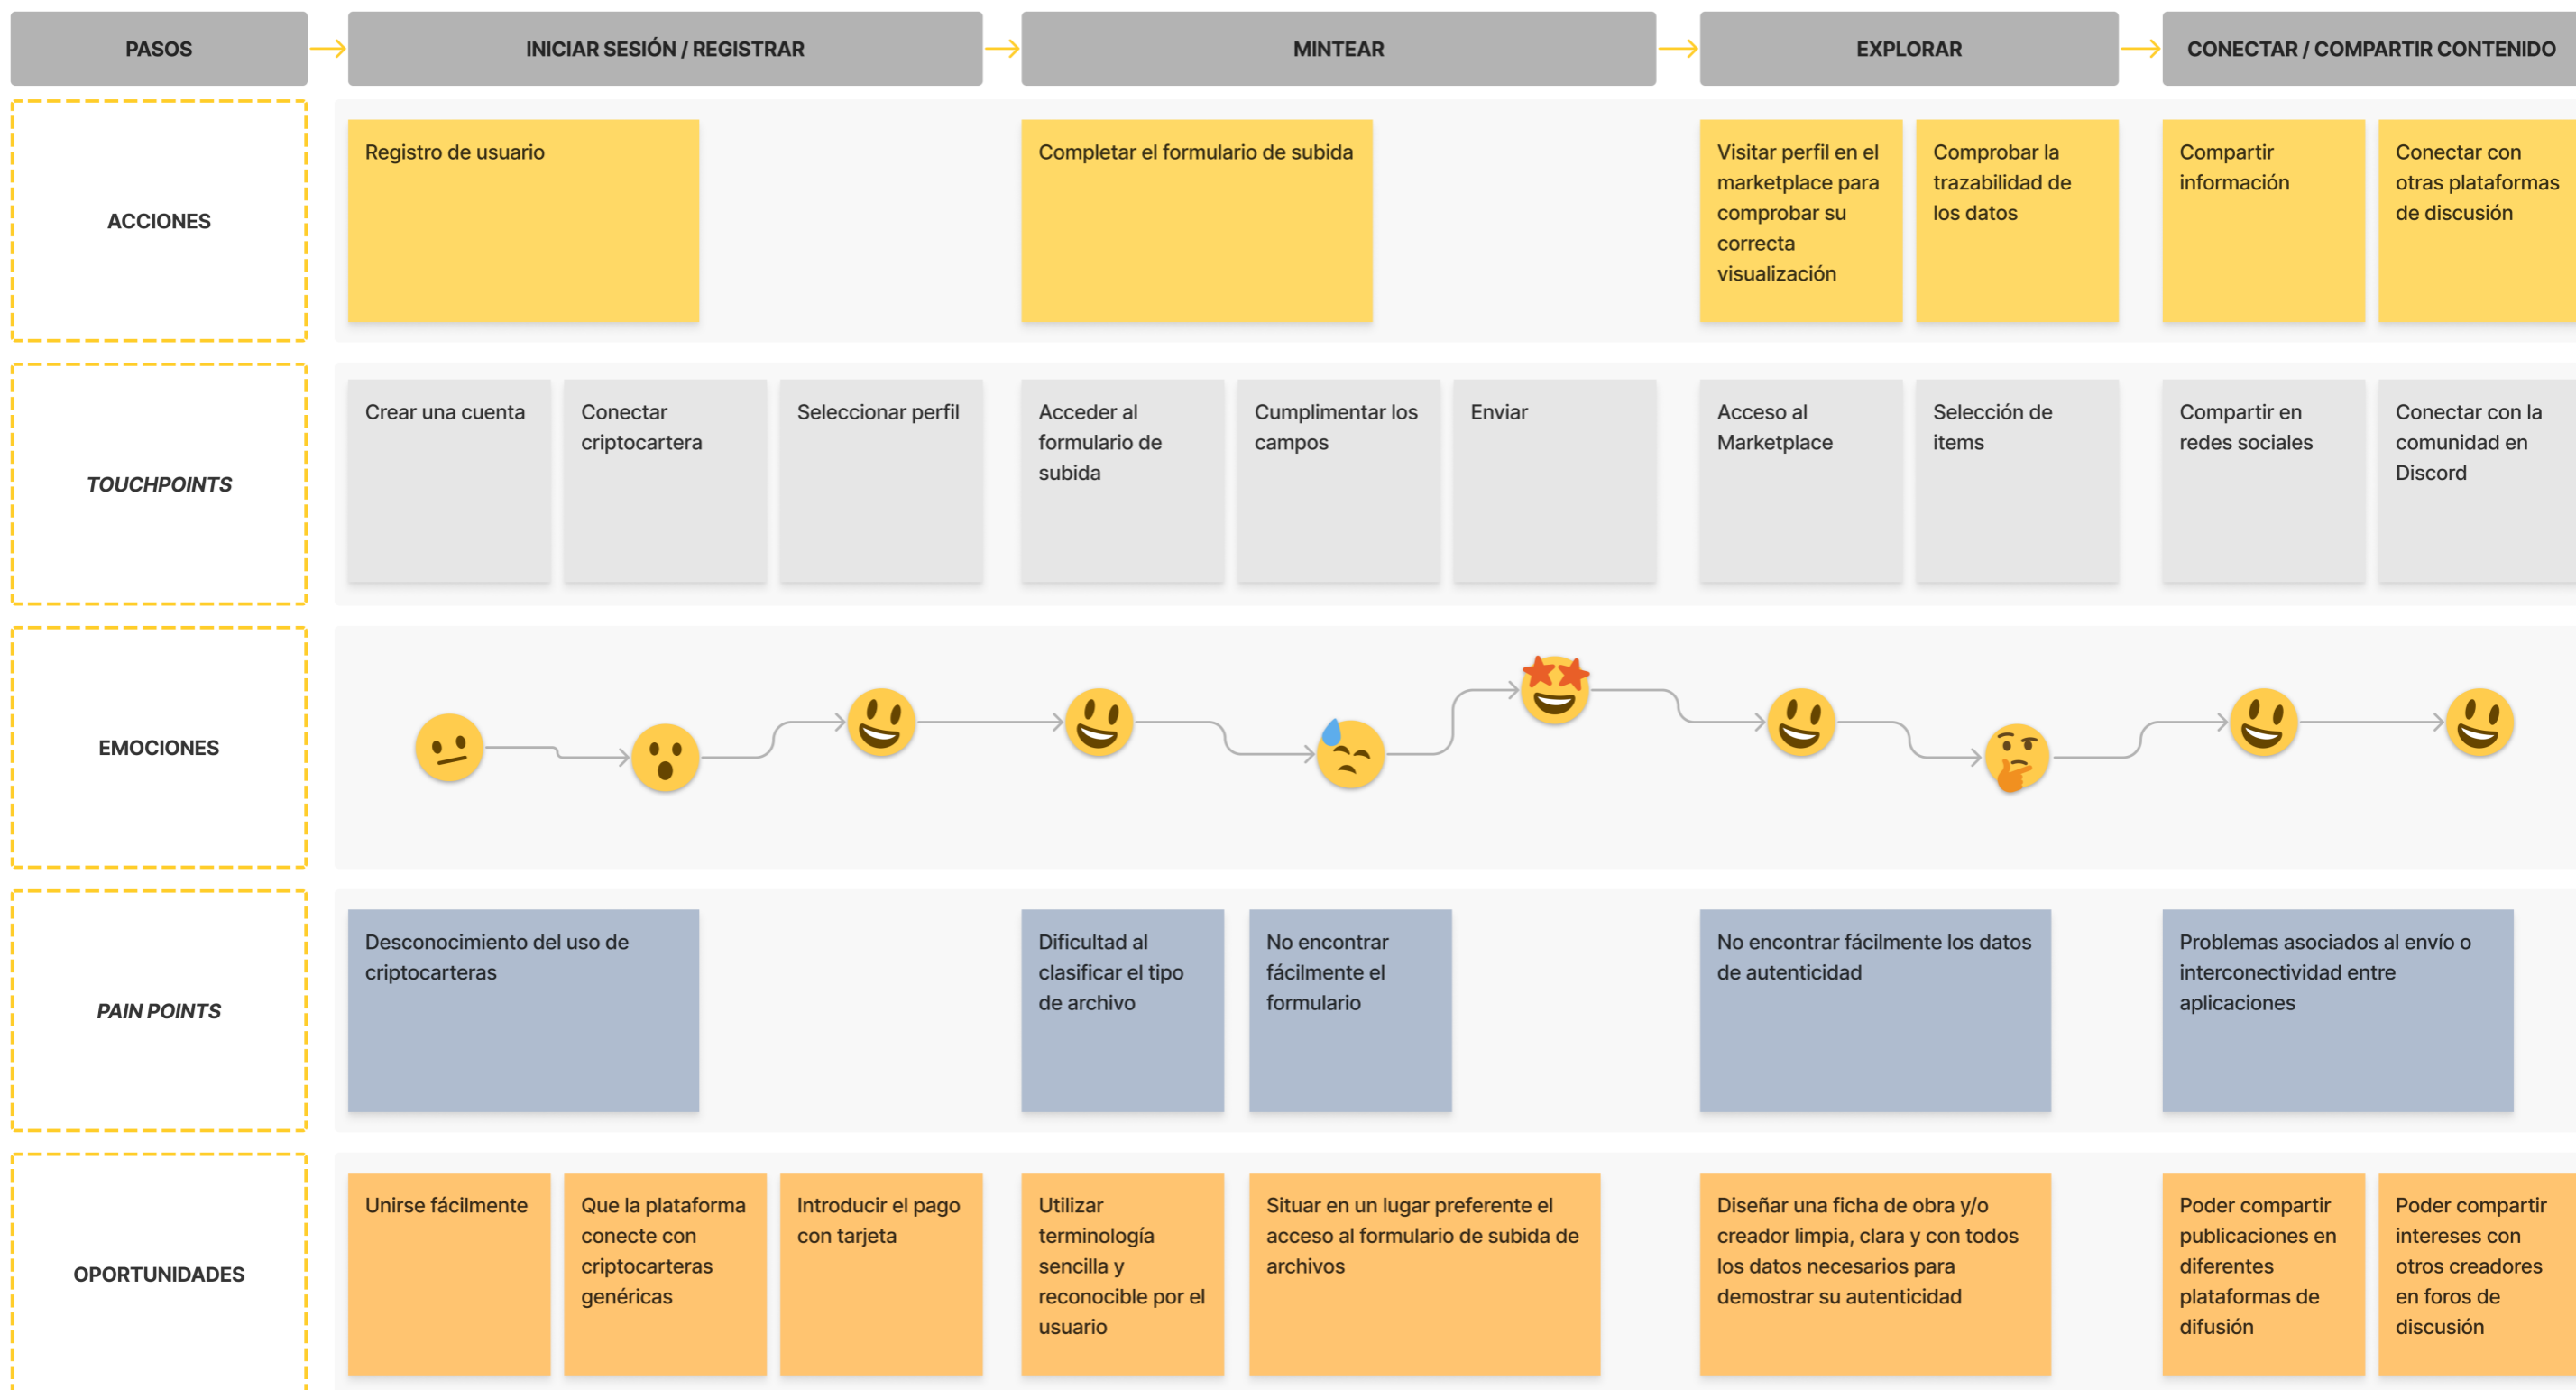 PASOS
INICIAR SESIÓN / REGISTRAR
MINTEAR
EXPLORAR
CONECTAR / COMPARTIR CONTENIDO
ACCIONES
Registro de usuario
Completar el formulario de subida
Visitar perfil en el
marketplace para
comprobar su
correcta
visualización
Comprobar la
trazabilidad de
los datos
Compartir
información
Conectar con
otras plataformas
de discusión
TOUCHPOINTS
Crear una cuenta
Conectar
criptocartera
Seleccionar perfil
Acceder al
formulario de
subida
Cumplimentar los
campos
Enviar
Acceso al
Marketplace
Selección de
items
Compartir en
redes sociales
Conectar con la
comunidad en
Discord
EMOCIONES
PAIN POINTS
Desconocimiento del uso de
criptocarteras
Dificultad al
clasificar el tipo
de archivo
No encontrar
fácilmente el
formulario
No encontrar fácilmente los datos
de autenticidad
Problemas asociados al envío o
interconectividad entre
aplicaciones
OPORTUNIDADES
Unirse fácilmente
Que la plataforma
conecte con
criptocarteras
genéricas
Introducir el pago
con tarjeta
Utilizar
terminología
sencilla y
reconocible por el
usuario
Situar en un lugar preferente el
acceso al formulario de subida de
archivos
Diseñar una ficha de obra y/o
creador limpia, clara y con todos
los datos necesarios para
demostrar su autenticidad
Poder compartir
publicaciones en
diferentes
plataformas de
difusión
Poder compartir
intereses con
otros creadores
en foros de
discusión